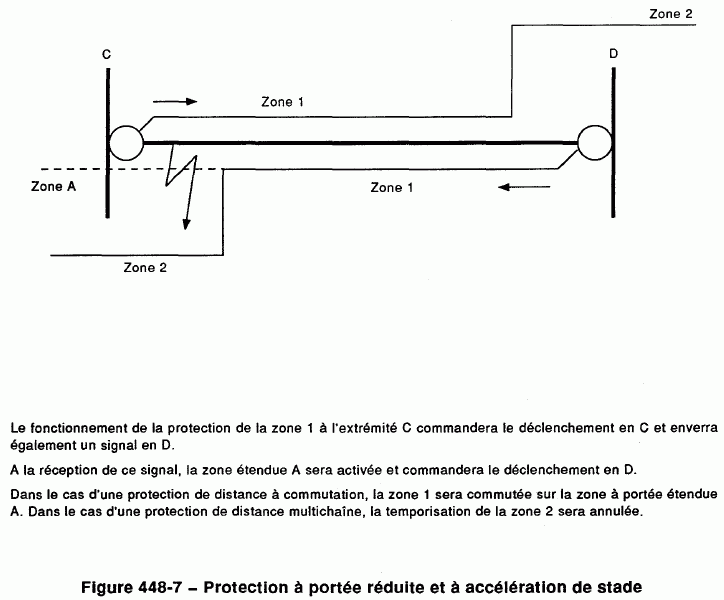 Zone 2
C
D
Zone 1
Zone A
Zone 1
Zone 2
Le fonctionnement de la protection de la zone 1 à l'extrémité C commandera le déclenchement en C et enverra
également un signal en D.
A la réception de ce signal, la zone étendue A sera activée et commandera le déclenchement en D.
Dans le cas d'une protection de distance à commutation, la zone 1 sera commutée sur la zone à portée étendue
A. Dans le cas d'une protection de distance multichaîne, la temporisation de la zone 2 sera annulée.
Figure 448-7 – Protection à portée réduite et à accélération de stade